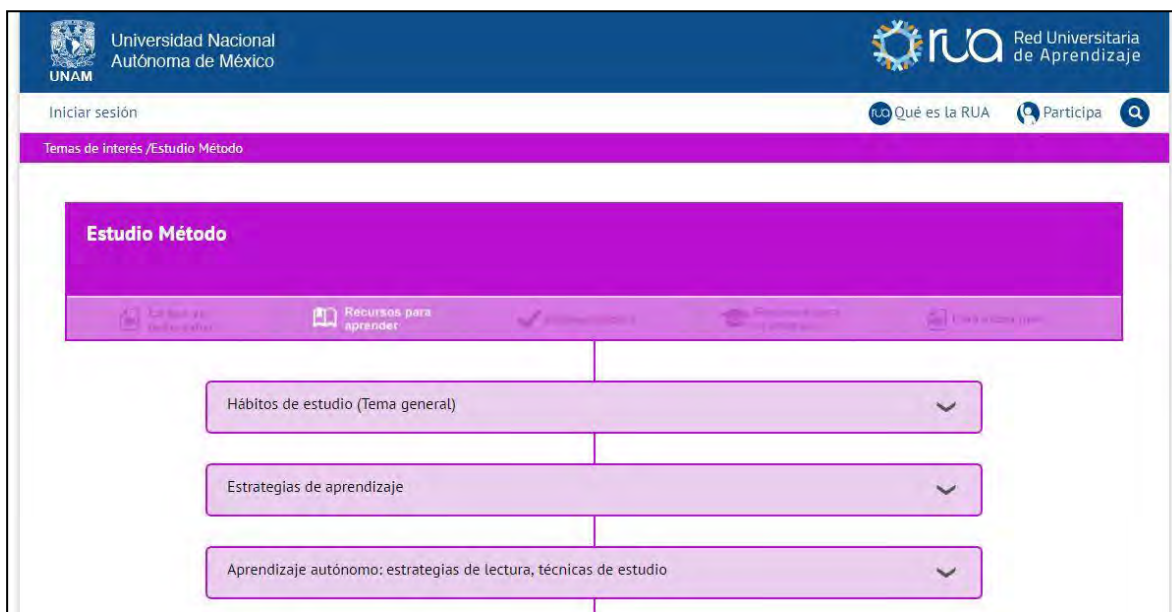 Universidad Nacional
Autónoma de México
UNAM
rua
Red Universitaria
de Aprendizaje
Iniciar sesión
rua
Qué es la RUA
Participa
Temas de interés /Estudio Método
Estudio Método
Recursos para
aprender
Hábitos de estudio (Tema general)
Estrategias de aprendizaje
Aprendizaje autónomo: estrategias de lectura, técnicas de estudio